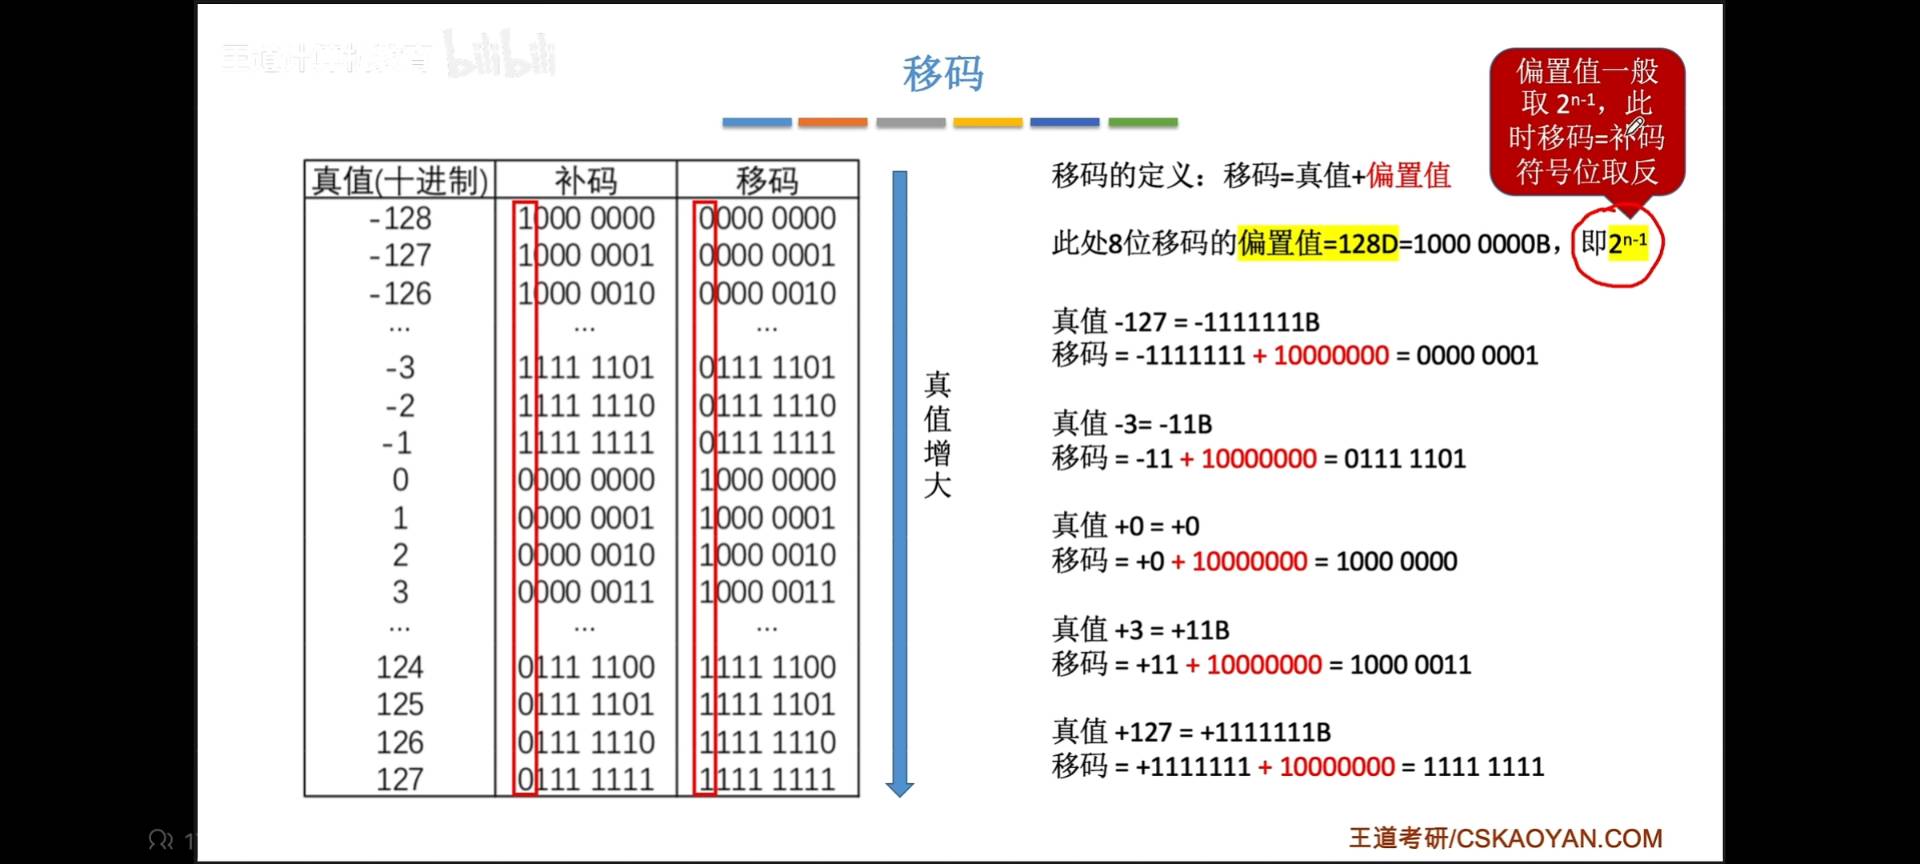 王道计算机教育 bilibili
移码
偏置值一般
取 2ⁿ⁻¹，此
时移码=补码
符号位取反
真值(十进制) 补码 移码
-128 1000 0000 0000 0000
-127 1000 0001 0000 0001
-126 1000 0010 0000 0010
... ... ...
-3 1111 1101 0111 1101
-2 1111 1110 0111 1110
-1 1111 1111 0111 1111
0 0000 0000 1000 0000
1 0000 0001 1000 0001
2 0000 0010 1000 0010
3 0000 0011 1000 0011
... ... ...
124 0111 1100 1111 1100
125 0111 1101 1111 1101
126 0111 1110 1111 1110
127 0111 1111 1111 1111
真
值
增
大
移码的定义：移码=真值+偏置值
此处8位移码的偏置值=128D=1000 0000B，即2ⁿ⁻¹
真值 -127 = -1111111B
移码 = -1111111 + 10000000 = 0000 0001
真值 -3= -11B
移码 = -11 + 10000000 = 0111 1101
真值 +0 = +0
移码 = +0 + 10000000 = 1000 0000
真值 +3 = +11B
移码 = +11 + 10000000 = 1000 0011
真值 +127 = +1111111B
移码 = +1111111 + 10000000 = 1111 1111
王道考研/CSKAOYAN.COM